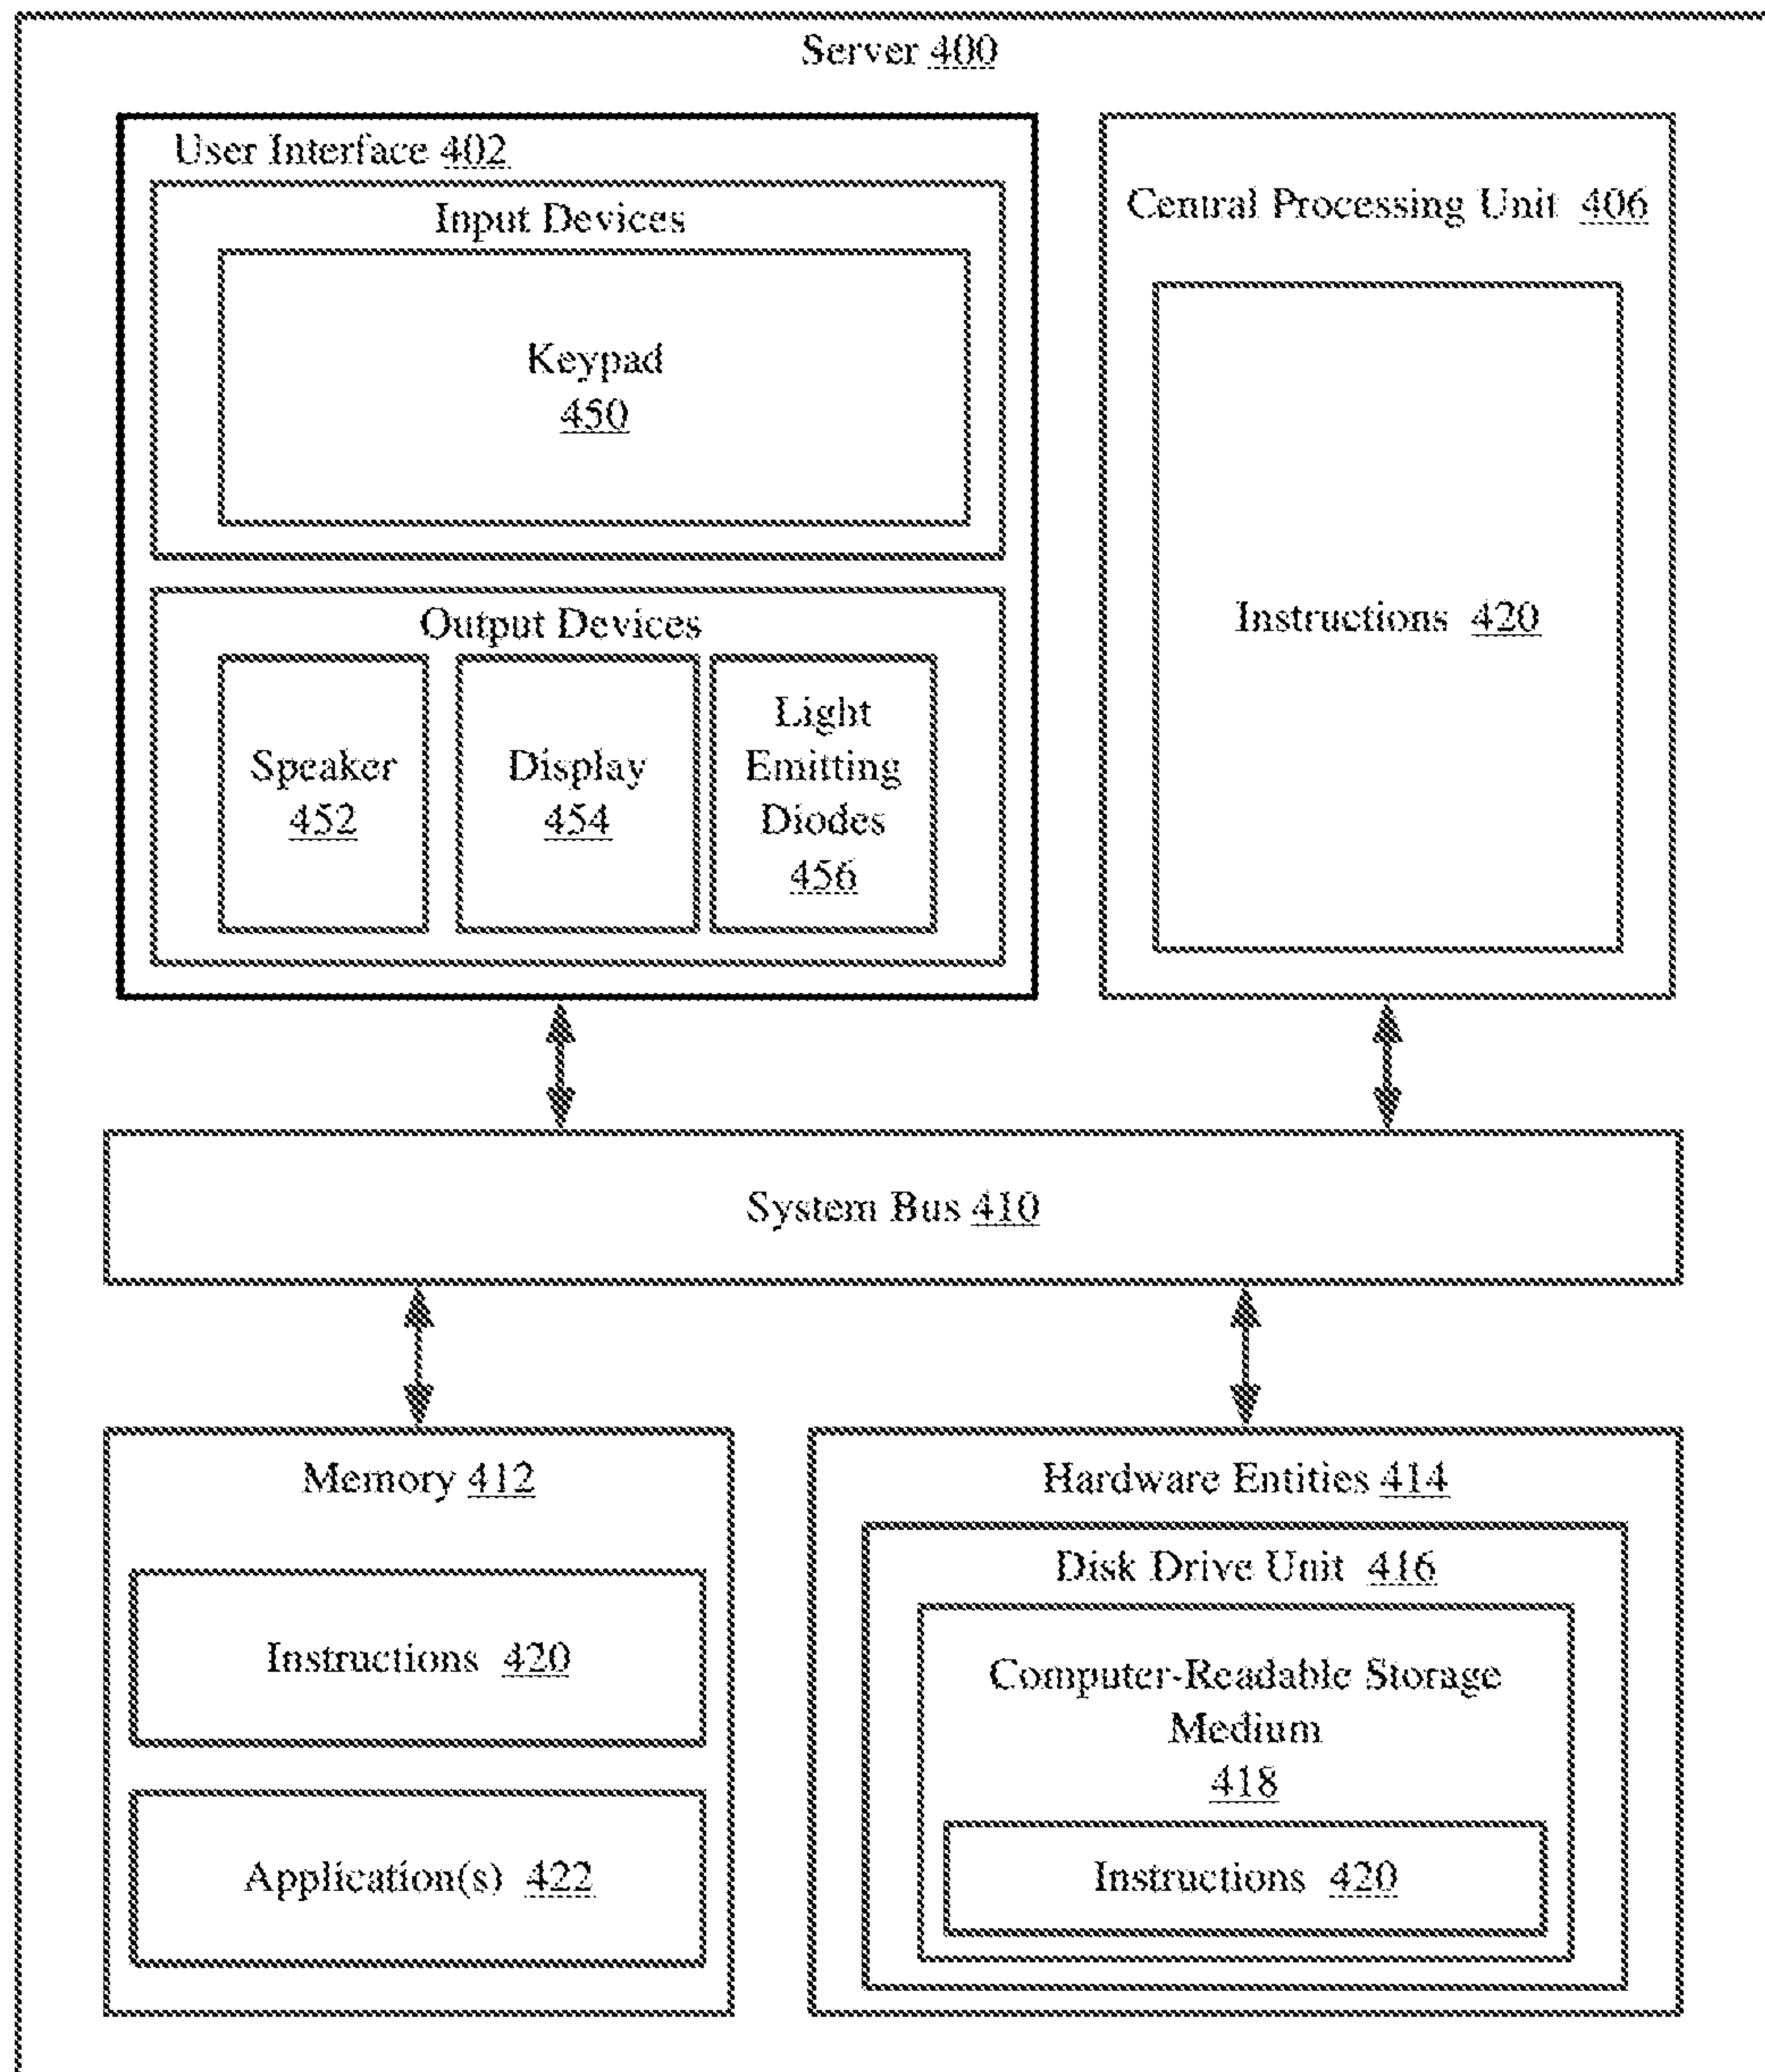 Server 400
User Interface 402
Input Devices
Keypad
450
Output Devices
Speaker
452
Display
454
Light
Emitting
Diodes
456
Central Processing Unit 406
Instructions 420
System Bus 410
Memory 412
Instructions 420
Application(s) 422
Hardware Entities 414
Disk Drive Unit 416
Computer-Readable Storage
Medium
418
Instructions 420